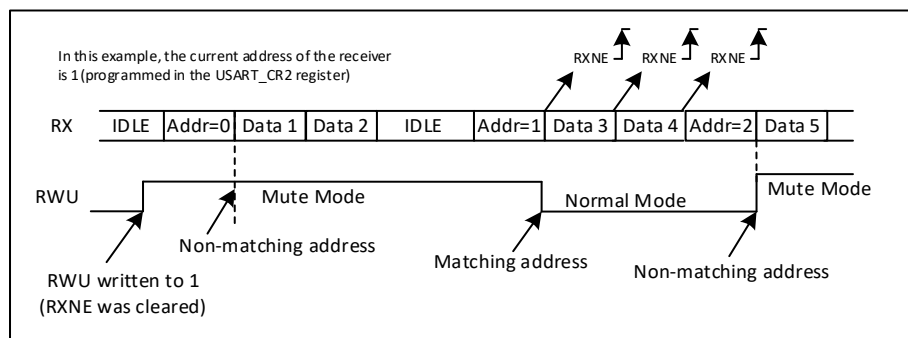 In this example, the current address of the receiver
is 1(programmed in the USART_CR2 register)
RXNE RXNE RXNE
RX IDLE Addr=0 Data 1 Data 2 IDLE Addr=1 Data 3 Data 4 Addr=2 Data 5
RWU Mute Mode Normal Mode Mute Mode
Non-matching address Matching address Non-matching address
RWU written to 1
(RXNE was cleared)